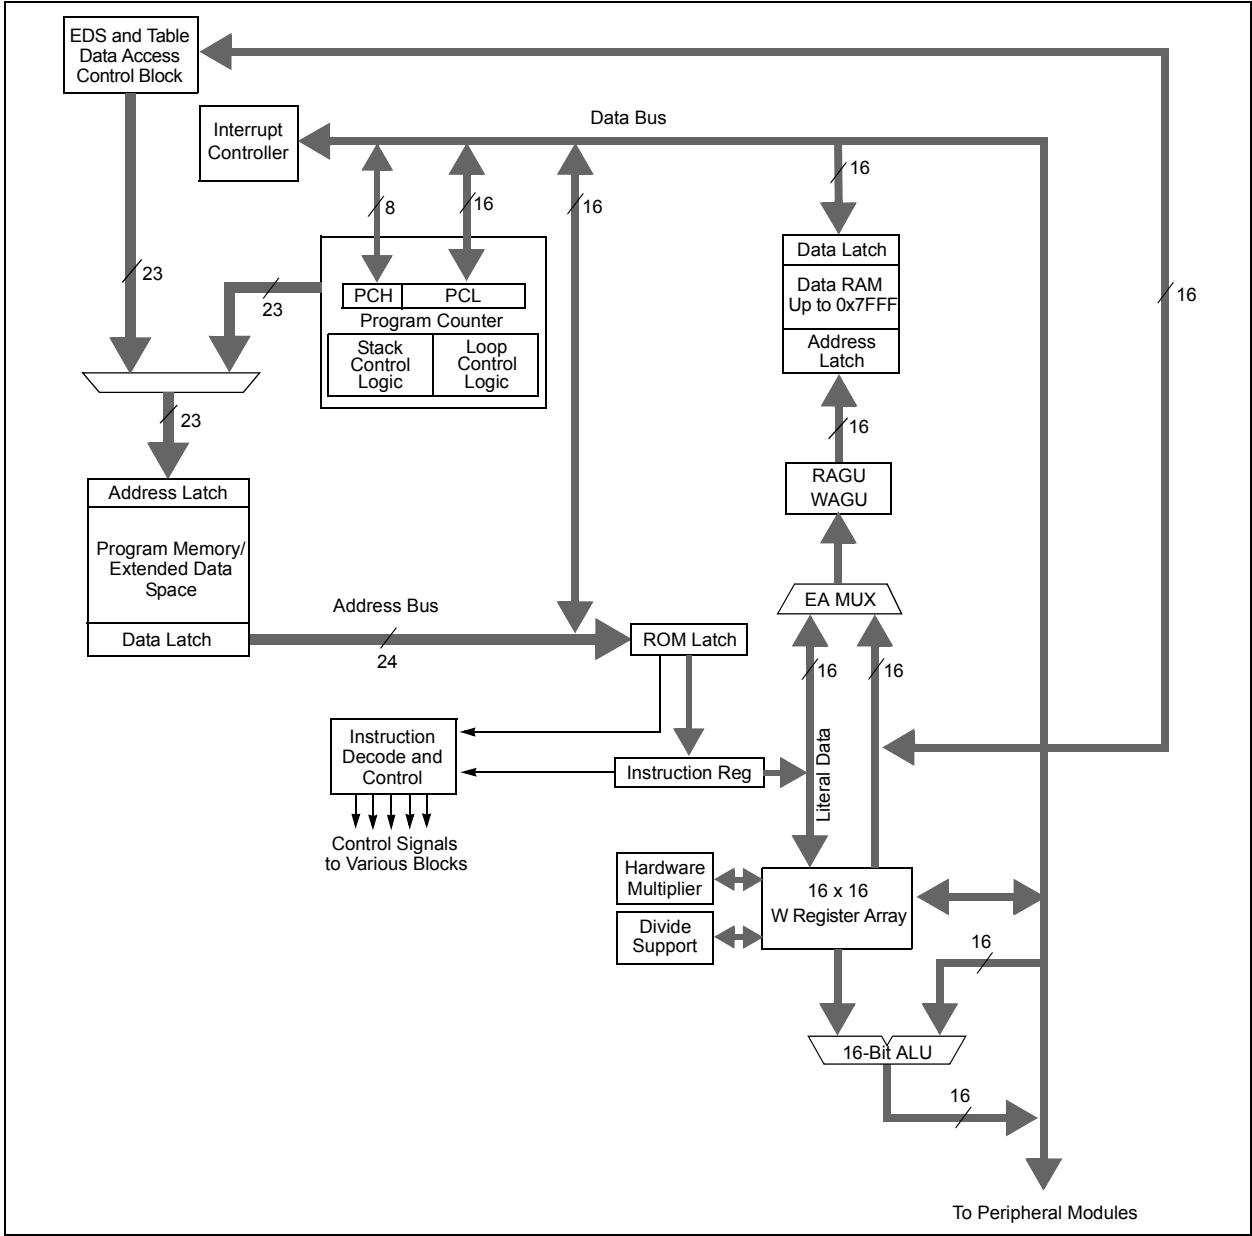 EDS and Table
Data Access
Control Block
Data Bus
Interrupt
Controller
16
8
16
16
Data Latch
23
Data RAM
Up to 0x7FFF
16
23
PCH
PCL
Program Counter
Stack
Control
Logic
Loop
Control
Logic
Address
Latch
23
16
RAGU
WAGU
Address Latch
Program Memory/
Extended Data
Space
EA MUX
Address Bus
Data Latch
24
ROM Latch
16
16
Instruction
Decode and
Control
Instruction Reg
Literal Data
Control Signals
to Various Blocks
Hardware
Multiplier
16 x 16
W Register Array
Divide
Support
16
16-Bit ALU
16
To Peripheral Modules